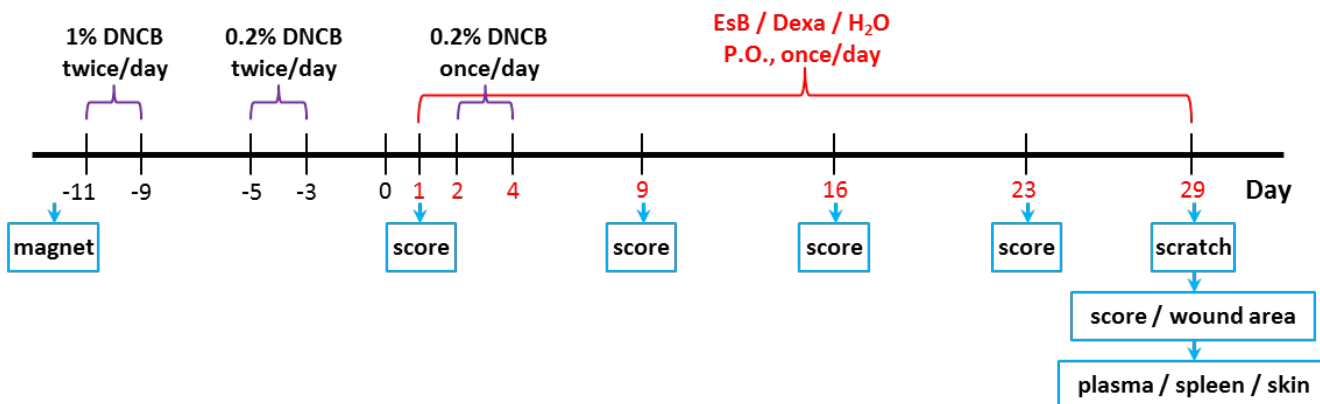 1% DNCB
twice/day
0.2% DNCB
twice/day
0.2% DNCB
once/day
EsB / Dexa / H₂O
P.O., once/day
-11 -9 -5 -3 0 1 2 4 9 16 23 29 Day
magnet score score score score scratch
score / wound area
plasma / spleen / skin